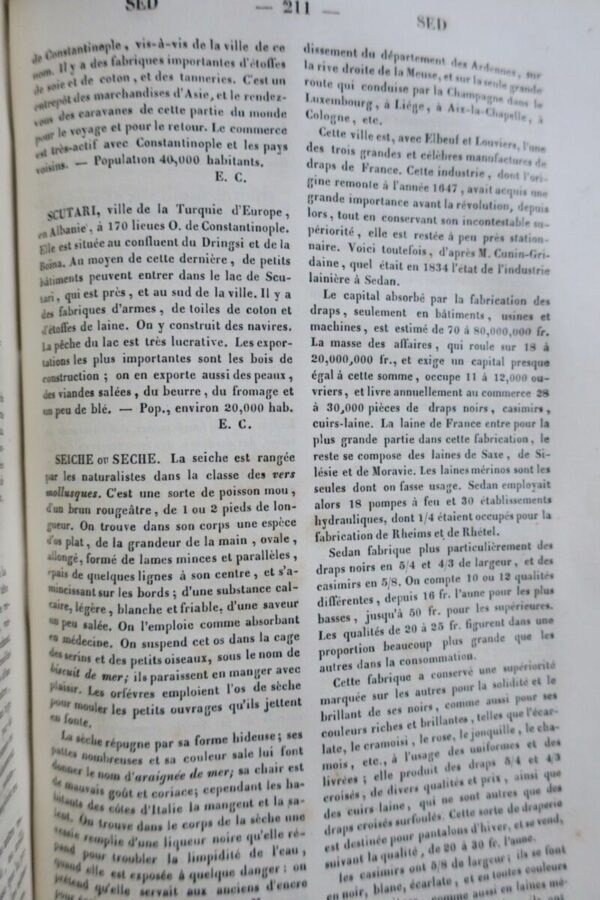 SED
— 211 —
SED
de Constantinople, vis-à-vis de la ville de ce
nom. Il y a des fabriques importantes d'étoffes
de soie et de coton, et des tanneries. C'est un
entrepôt des marchandises d'Asie, et le rendez-
vous des caravanes de cette partie du monde
pour le voyage et pour le retour. Le commerce
est très-actif avec Constantinople et les pays
voisins. — Population 40,000 habitants.
E. C.
SCUTARI, ville de la Turquie d'Europe,
en Albanie, à 170 lieues O. de Constantinople.
Elle est située au confluent du Dringsi et de la
Boina. Au moyen de cette dernière, de petits
bâtiments peuvent entrer dans le lac de Scu-
tari, qui est près, et au sud de la ville. Il y a
des fabriques d'armes, de toiles de coton et
d'étoffes de laine. On y construit des navires.
La pêche du lac est très lucrative. Les expor-
tations les plus importantes sont les bois de
construction; on en exporte aussi des peaux,
des viandes salées, du beurre, du fromage et
un peu de blé. — Pop., environ 20,000 hab.
E. C.
SEICHE OU SECHE. La seiche est rangée
par les naturalistes dans la classe des vers
mollusques. C'est une sorte de poisson mou,
d'un brun rougeâtre, de 1 ou 2 pieds de lon-
gueur. On trouve dans son corps une espèce
d'os plat, de la grandeur de la main, ovale,
allongé, formé de lames minces et parallèles,
épais de quelques lignes à son centre, et s'a-
mincissant sur les bords; d'une substance cal-
caire, légère, blanche et friable, d'une saveur
un peu salée. On l'emploie comme absorbant
en médecine. On suspend cet os dans la cage
des serins et des petits oiseaux, sous le nom de
biscuit de mer; ils paraissent en manger avec
plaisir. Les orfévres emploient l'os de sèche
pour mouler les petits ouvrages qu'ils jettent
en fonte.
La sèche répugne par sa forme hideuse; ses
pattes nombreuses et sa couleur sale lui font
donner le nom d'araignée de mer; sa chair est
de mauvais goût et coriace; cependant les ha-
bitants des côtes d'Italie la mangent et la sa-
lent. On trouve dans le corps de la sèche une
vessie remplie d'une liqueur noire qu'elle ré-
pand pour troubler la limpidité de l'eau,
quand elle est exposée à quelque danger: on
prétend qu'elle servait aux anciens d'encre
dissement du département des Ardennes, sur
la rive droite de la Meuse, et sur la seule grande
route qui conduise par la Champagne dans le
Luxembourg, à Liége, à Aix-la-Chapelle, à
Cologne, etc.
Cette ville est, avec Elbeuf et Louviers, l'une
des trois grandes et célèbres manufactures de
draps de France. Cette industrie, dont l'ori-
gine remonte à l'année 1647, avait acquis une
grande importance avant la révolution, depuis
lors, tout en conservant son incontestable su-
périorité, elle est restée à peu près station-
naire. Voici toutefois, d'après M. Cunin-Gri-
daine, quel était en 1834 l'état de l'industrie
lainière à Sedan.
Le capital absorbé par la fabrication des
draps, seulement en bâtiments, usines et
machines, est estimé de 70 à 80,000,000 fr.
La masse des affaires, qui roule sur 18 à
20,000,000 fr., et exige un capital presque
égal à cette somme, occupe 11 à 12,000 ou-
vriers, et livre annuellement au commerce 28
à 30,000 pièces de draps noirs, casimirs,
cuirs-laine. La laine de France entre pour la
plus grande partie dans cette fabrication, le
reste se compose des laines de Saxe, de Si-
lésie et de Moravie. Les laines mérinos sont les
seules dont on fasse usage. Sedan employait
alors 18 pompes à feu et 30 établissements
hydrauliques, dont 1/4 étaient occupés pour la
fabrication de Rheims et de Rhétel.
Sedan fabrique plus particulièrement des
draps noirs en 5/4 et 4/3 de largeur, et des
casimirs en 5/8. On compte 10 ou 12 qualités
différentes, depuis 16 fr. l'aune pour les plus
basses, jusqu'à 50 fr. pour les supérieures.
Les qualités de 20 à 25 fr. figurent dans une
proportion beaucoup plus grande que les
autres dans la consommation.
Cette fabrique a conservé une supériorité
marquée sur les autres pour la solidité et le
brillant de ses noirs, comme aussi pour ses
couleurs riches et brillantes, telles que l'écar-
late, le cramoisi, le rose, le jonquille, le cha-
mois, etc., à l'usage des uniformes et des
livrées; elle produit des draps 5/4 et 4/3
croisés, de divers qualités et prix, ainsi que
des cuirs laine, qui ne sont autres que des
draps croisés surfoulés. Cette sorte de draperie
est destinée pour pantalons d'hiver, et se vend,
suivant la qualité, de 20 à 30 fr. l'aune.
les casimirs ont 5/8 de largeur; ils se font
en noir, blanc, écarlate, et en toutes couleurs
comme aussi en laines mé-